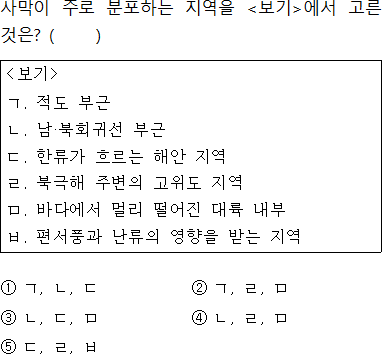 사막이 주로 분포하는 지역을 <보기>에서 고른
것은? (      )
<보기>
ㄱ. 적도 부근
ㄴ. 남·북회귀선 부근
ㄷ. 한류가 흐르는 해안 지역
ㄹ. 북극해 주변의 고위도 지역
ㅁ. 바다에서 멀리 떨어진 대륙 내부
ㅂ. 편서풍과 난류의 영향을 받는 지역
① ㄱ, ㄴ, ㄷ ② ㄱ, ㄹ, ㅁ
③ ㄴ, ㄷ, ㅁ ④ ㄴ, ㄹ, ㅁ
⑤ ㄷ, ㄹ, ㅂ